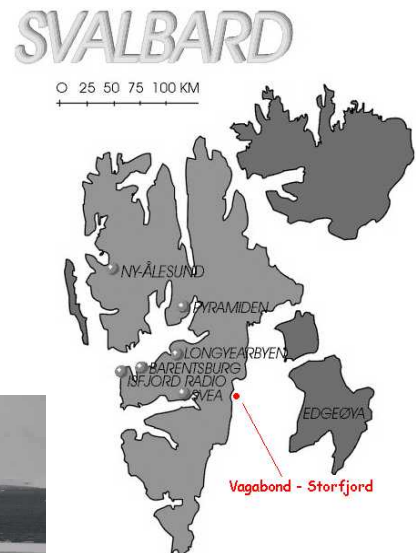 SVALBARD
0 25 50 75 100 KM
NY-ÅLESUND
PYRAMIDEN
LONGYEARBYEN
BARENTSBURG
ISFJORD RADIO
SVEA
EDGEØYA
Vagabond - Storfjord